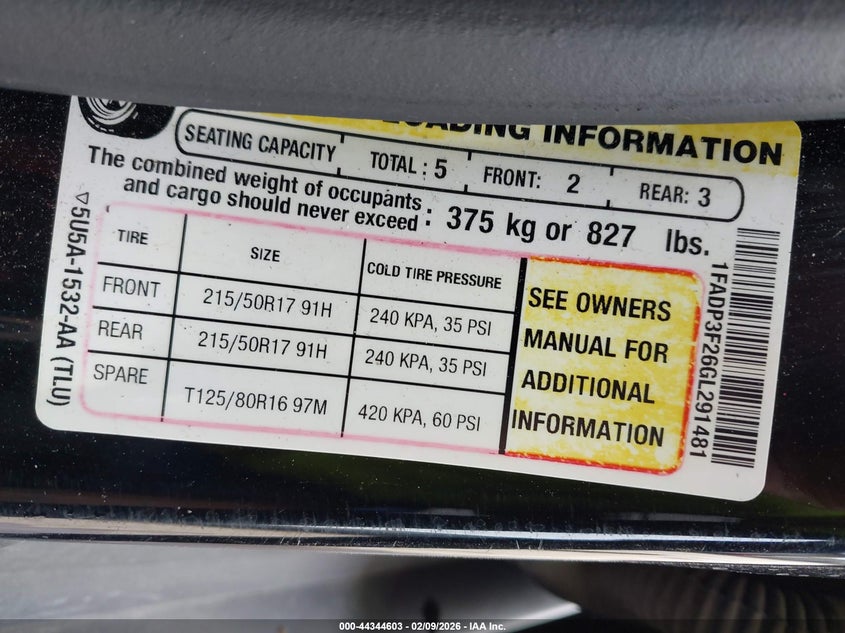 LOADING INFORMATION
SEATING CAPACITY TOTAL : 5 FRONT: 2 REAR: 3
The combined weight of occupants and cargo should never exceed : 375 kg or 827 lbs.
TIRE SIZE COLD TIRE PRESSURE
FRONT 215/50R17 91H 240 KPA, 35 PSI
REAR 215/50R17 91H 240 KPA, 35 PSI
SPARE T125/80R16 97M 420 KPA, 60 PSI
SEE OWNERS
MANUAL FOR
ADDITIONAL
INFORMATION
5U5A-1532-AA (TLU)
1FADP3F26GL291481
000-44344603 - 02/09/2026 - IAA Inc.